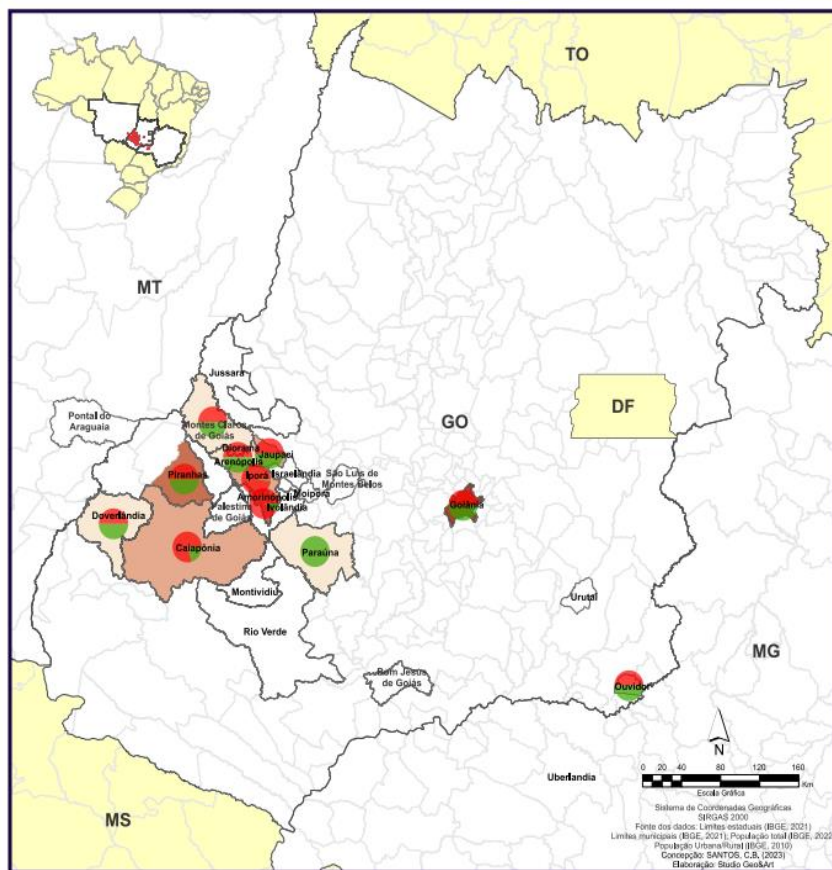 TO
MT
Jussara
Pontal do
Araguaia
Montes Claros
de Goiás
GO
DF
Diorama
Jaupaci
Arenópolis
Piranhas
Iporá
Israelândia
São Luís de
Montes Belos
Moiporá
Amorinópolis
Goiânia
Palestina
de Goiás
Ivolândia
Doverlândia
Caiapônia
Paraúna
Montividiu
Urutaí
Rio Verde
MG
Bom Jesus
de Goiás
Ouvidor
N
Uberlandia
0 20 40 80 120 160
Km
Escala Gráfica
MS
Sistema de Coordenadas Geográficas
SIRGAS 2000
Fonte dos dados: Limites estaduais (IBGE, 2021)
Limites municipais (IBGE, 2021); População total (IBGE, 2022
População Urbana/Rural (IBGE, 2010)
Concepção: SANTOS, C.B. (2023)
Elaboração: Studio Geo&Art